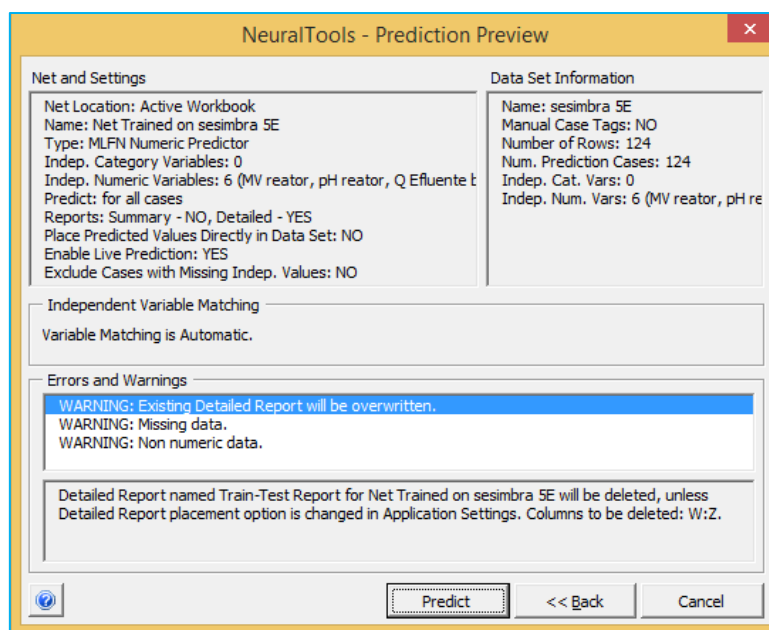 NeuralTools - Prediction Preview
Net and Settings
Net Location: Active Workbook
Name: Net Trained on sesimbra 5E
Type: MLFN Numeric Predictor
Indep. Category Variables: 0
Indep. Numeric Variables: 6 (MV reator, pH reator, Q Efluente b
Predict: for all cases
Reports: Summary - NO, Detailed - YES
Place Predicted Values Directly in Data Set: NO
Enable Live Prediction: YES
Exclude Cases with Missing Indep. Values: NO
Data Set Information
Name: sesimbra 5E
Manual Case Tags: NO
Number of Rows: 124
Num. Prediction Cases: 124
Indep. Cat. Vars: 0
Indep. Num. Vars: 6 (MV reator, pH re
Independent Variable Matching
Variable Matching is Automatic.
Errors and Warnings
WARNING: Existing Detailed Report will be overwritten.
WARNING: Missing data.
WARNING: Non numeric data.
Detailed Report named Train-Test Report for Net Trained on sesimbra 5E will be deleted, unless
Detailed Report placement option is changed in Application Settings. Columns to be deleted: W:Z.
Predict
<< Back
Cancel